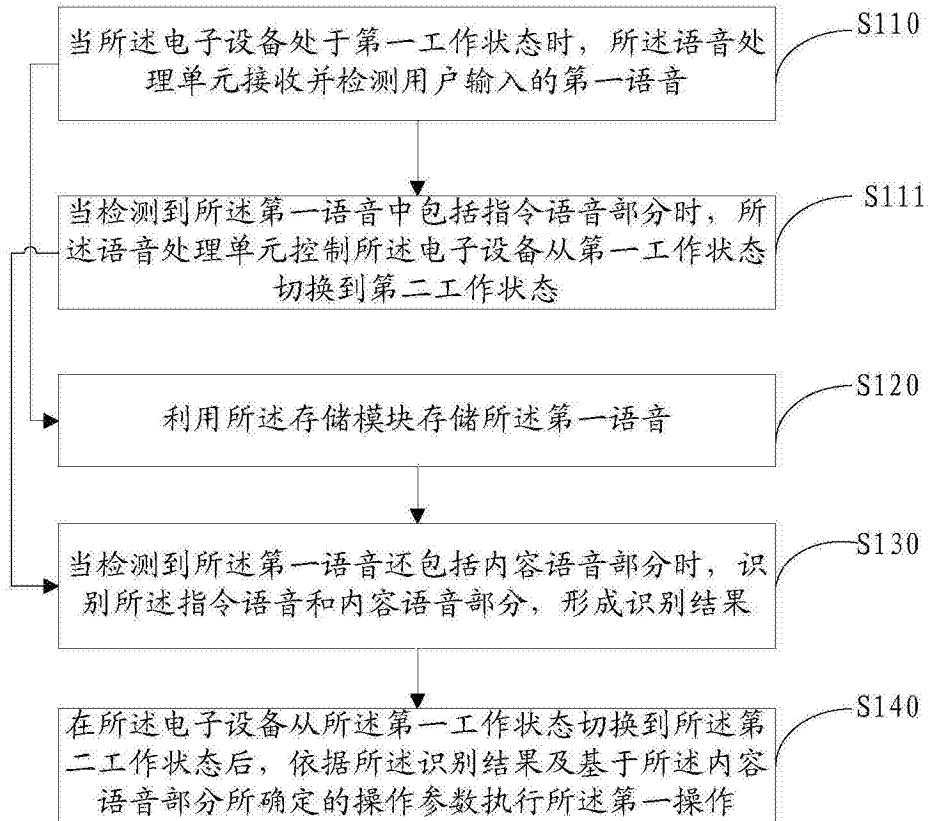 当所述电子设备处于第一工作状态时，所述语音处
理单元接收并检测用户输入的第一语音
S110
当检测到所述第一语音中包括指令语音部分时，所
述语音处理单元控制所述电子设备从第一工作状态
切换到第二工作状态
S111
利用所述存储模块存储所述第一语音
S120
当检测到所述第一语音还包括内容语音部分时，识
别所述指令语音和内容语音部分，形成识别结果
S130
在所述电子设备从所述第一工作状态切换到所述第
二工作状态后，依据所述识别结果及基于所述内容
语音部分所确定的操作参数执行所述第一操作
S140